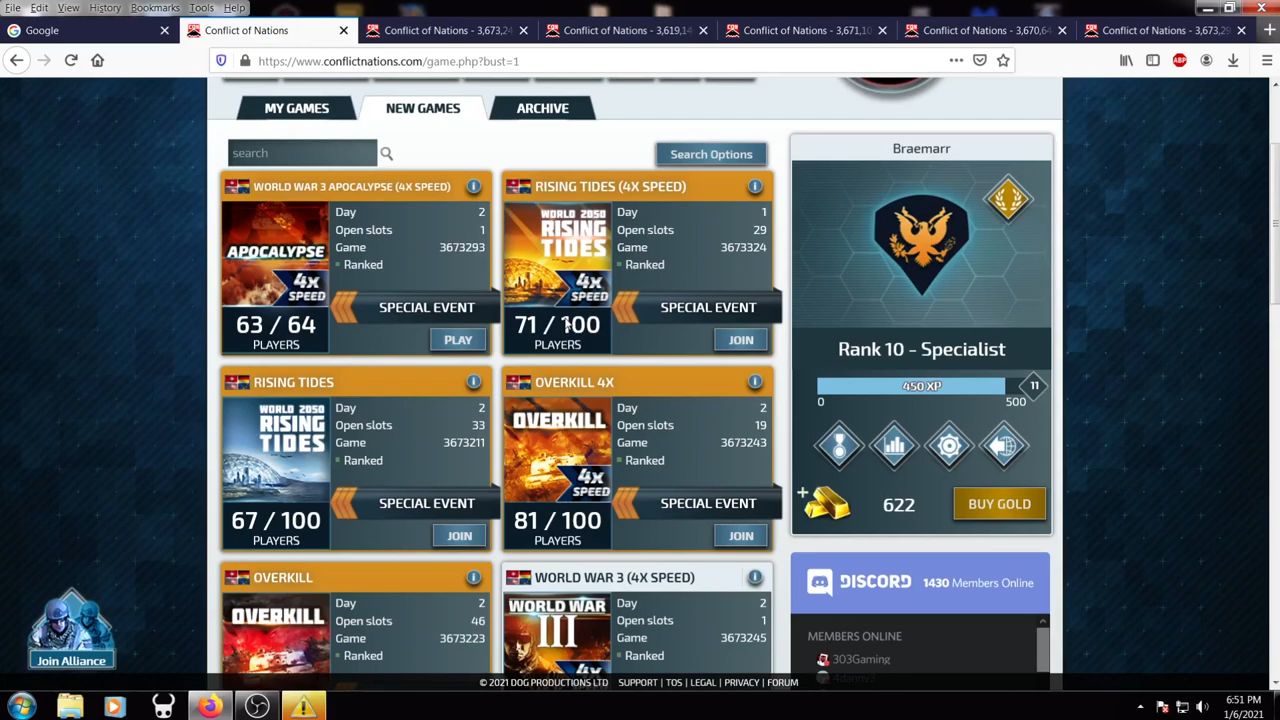 File Edit View History Bookmarks Tools Help
Google
Conflict of Nations
Conflict of Nations - 3,673,24
Conflict of Nations - 3,619,14
Conflict of Nations - 3,671,10
Conflict of Nations - 3,670,64
Conflict of Nations - 3,673,29
https://www.conflictnations.com/game.php?bust=1
ABP
MY GAMES
NEW GAMES
ARCHIVE
search
Search Options
WORLD WAR 3 APOCALYPSE (4X SPEED)
APOCALYPSE
4X SPEED
Day 2
Open slots 1
Game 3673293
Ranked
SPECIAL EVENT
63 / 64
PLAYERS
PLAY
RISING TIDES (4X SPEED)
WORLD 2050
RISING
TIDES
4X SPEED
Day 1
Open slots 29
Game 3673324
Ranked
SPECIAL EVENT
71 / 100
PLAYERS
JOIN
RISING TIDES
WORLD 2050
RISING
TIDES
Day 2
Open slots 33
Game 3673211
Ranked
SPECIAL EVENT
67 / 100
PLAYERS
JOIN
OVERKILL 4X
OVERKILL
4X SPEED
Day 2
Open slots 19
Game 3673243
Ranked
SPECIAL EVENT
81 / 100
PLAYERS
JOIN
OVERKILL
OVERKILL
Day 2
Open slots 46
Game 3673223
Ranked
WORLD WAR 3 (4X SPEED)
WORLD WAR
III
4X
Day 2
Open slots 1
Game 3673245
Ranked
Braemarr
Rank 10 - Specialist
450 XP
11
0 500
622
BUY GOLD
DISCORD 1430 Members Online
MEMBERS ONLINE
303Gaming
4danny3
Join Alliance
© 2021 DOG PRODUCTIONS LTD SUPPORT | TOS | LEGAL | PRIVACY | FORUM
6:51 PM
1/6/2021